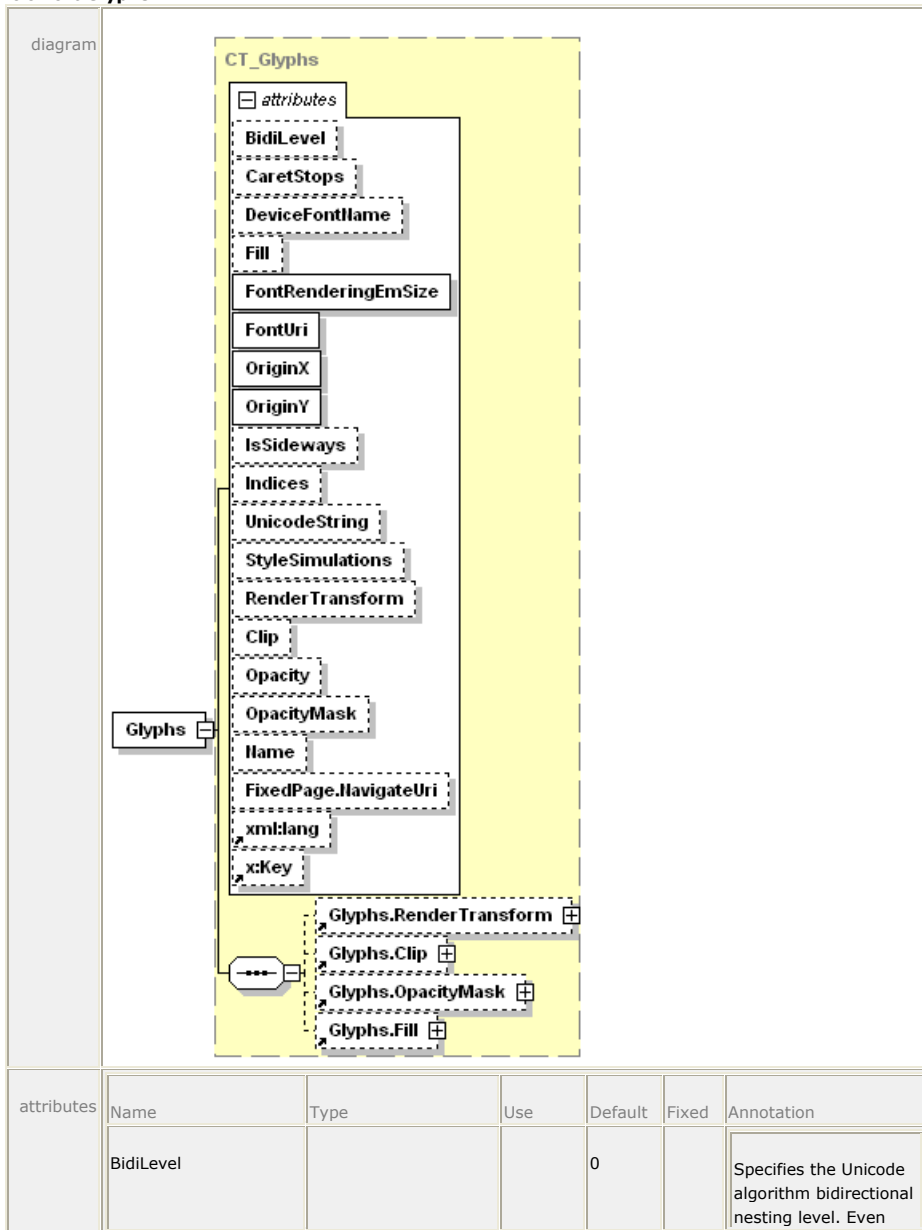 diagram
CT_Glyphs
attributes
BidiLevel
CaretStops
DeviceFontName
Fill
FontRenderingEmSize
FontUri
OriginX
OriginY
IsSideways
Indices
UnicodeString
StyleSimulations
RenderTransform
Clip
Opacity
OpacityMask
Name
FixedPage.NavigateUri
xml:lang
x:Key
Glyphs
Glyphs.RenderTransform
Glyphs.Clip
Glyphs.OpacityMask
Glyphs.Fill
attributes Name Type Use Default Fixed Annotation
BidiLevel 0 Specifies the Unicode
algorithm bidirectional
nesting level. Even